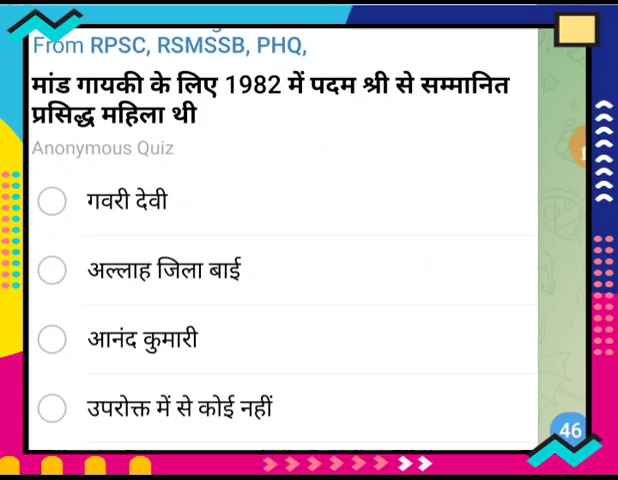 From RPSC, RSMSSB, PHQ,
मांड गायकी के लिए 1982 में पदम श्री से सम्मानित
प्रसिद्ध महिला थी
Anonymous Quiz
गवरी देवी
अल्लाह जिला बाई
आनंद कुमारी
उपरोक्त में से कोई नहीं
46